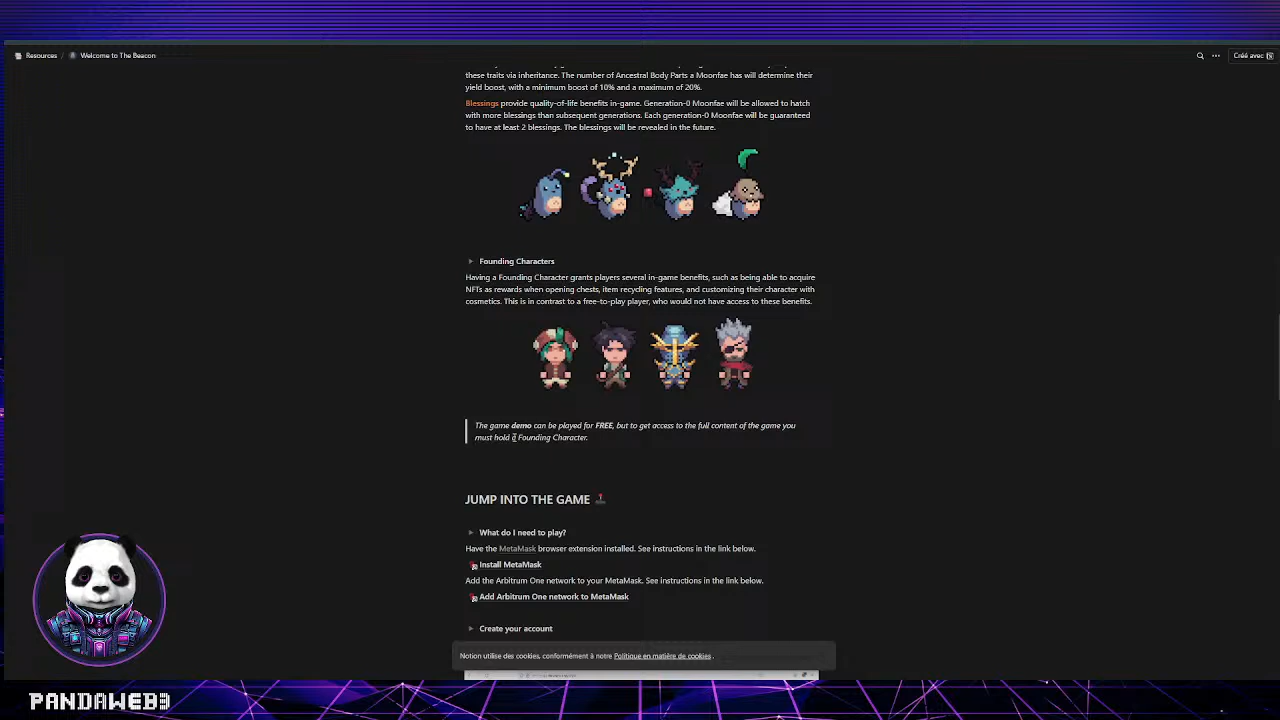 Resources / Welcome to The Beacon
Créé avec
these traits via inheritance. The number of Ancestral Body Parts a Moonfae has will determine their
yield boost, with a minimum boost of 10% and a maximum of 20%.
Blessings provide quality-of-life benefits in-game. Generation-0 Moonfae will be allowed to hatch
with more blessings than subsequent generations. Each generation-0 Moonfae will be guaranteed
to have at least 2 blessings. The blessings will be revealed in the future.
Founding Characters
Having a Founding Character grants players several in-game benefits, such as being able to acquire
NFTs as rewards when opening chests, item recycling features, and customizing their character with
cosmetics. This is in contrast to a free-to-play player, who would not have access to these benefits.
The game demo can be played for FREE, but to get access to the full content of the game you
must hold a Founding Character.
JUMP INTO THE GAME
What do I need to play?
Have the MetaMask browser extension installed. See instructions in the link below.
Install MetaMask
Add the Arbitrum One network to your MetaMask. See instructions in the link below.
Add Arbitrum One network to MetaMask
Create your account
Notion utilise des cookies, conformément à notre Politique en matière de cookies .
PANDAWEB3